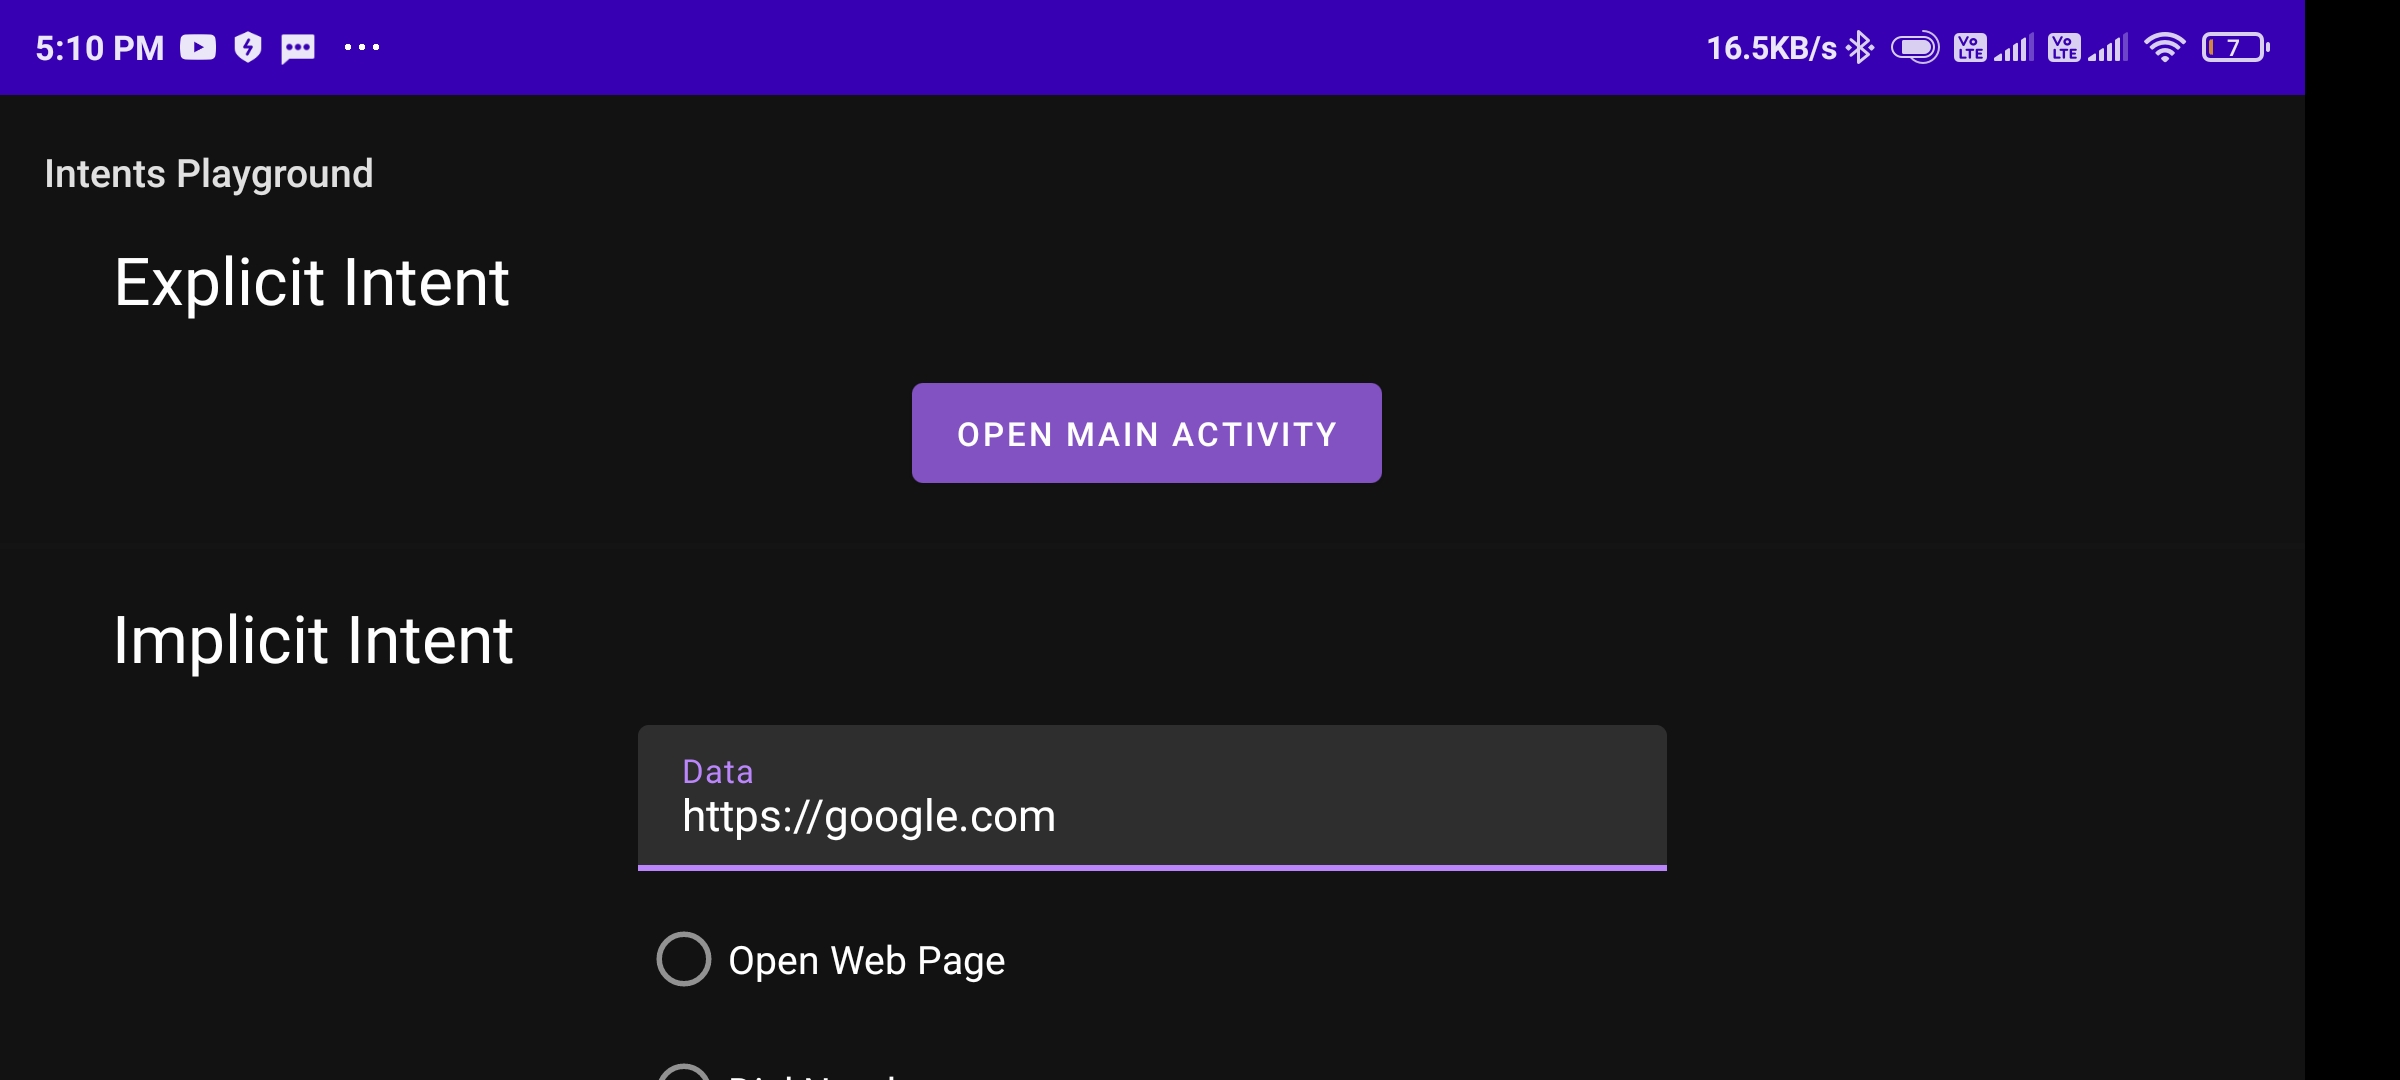 5:10 PM 16.5KB/s Vo LTE Vo LTE 7
Intents Playground
Explicit Intent
OPEN MAIN ACTIVITY
Implicit Intent
Data
https://google.com
Open Web Page